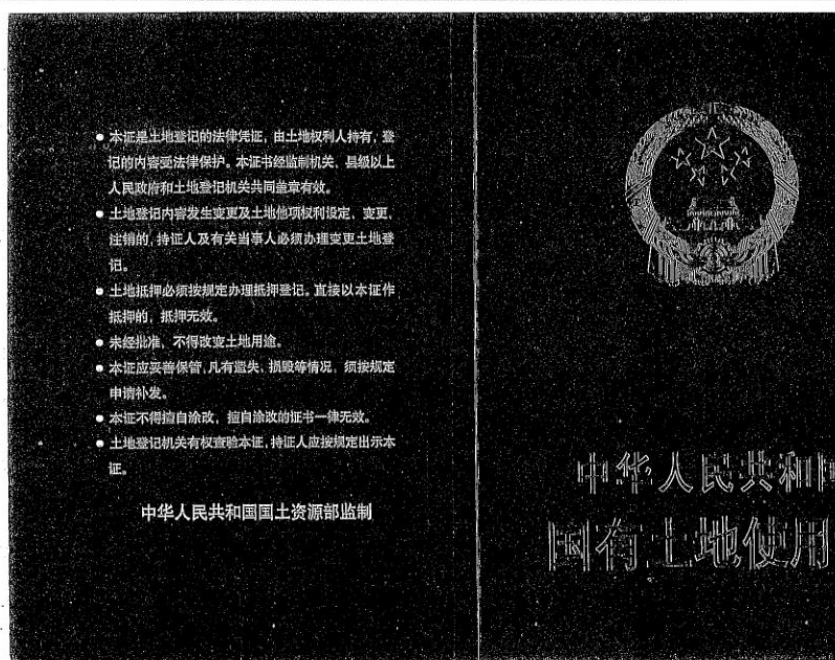 ● 本证是土地登记的法律凭证，由土地权利人持有，登
记的内容受法律保护。本证书经监制机关、县级以上
人民政府和土地登记机关共同盖章有效。
● 土地登记内容发生变更及土地他项权利设定、变更、
注销的，持证人及有关当事人必须办理变更土地登
记。
● 土地抵押必须按规定办理抵押登记。直接以本证作
抵押的，抵押无效。
● 未经批准，不得改变土地用途。
● 本证应妥善保管，凡有遗失、损毁等情况，须按规定
申请补发。
● 本证不得擅自涂改，擅自涂改的证书一律无效。
● 土地登记机关有权查验本证，持证人应按规定出示本
证。
中华人民共和国国土资源部监制
中华人民共和国
国有土地使用